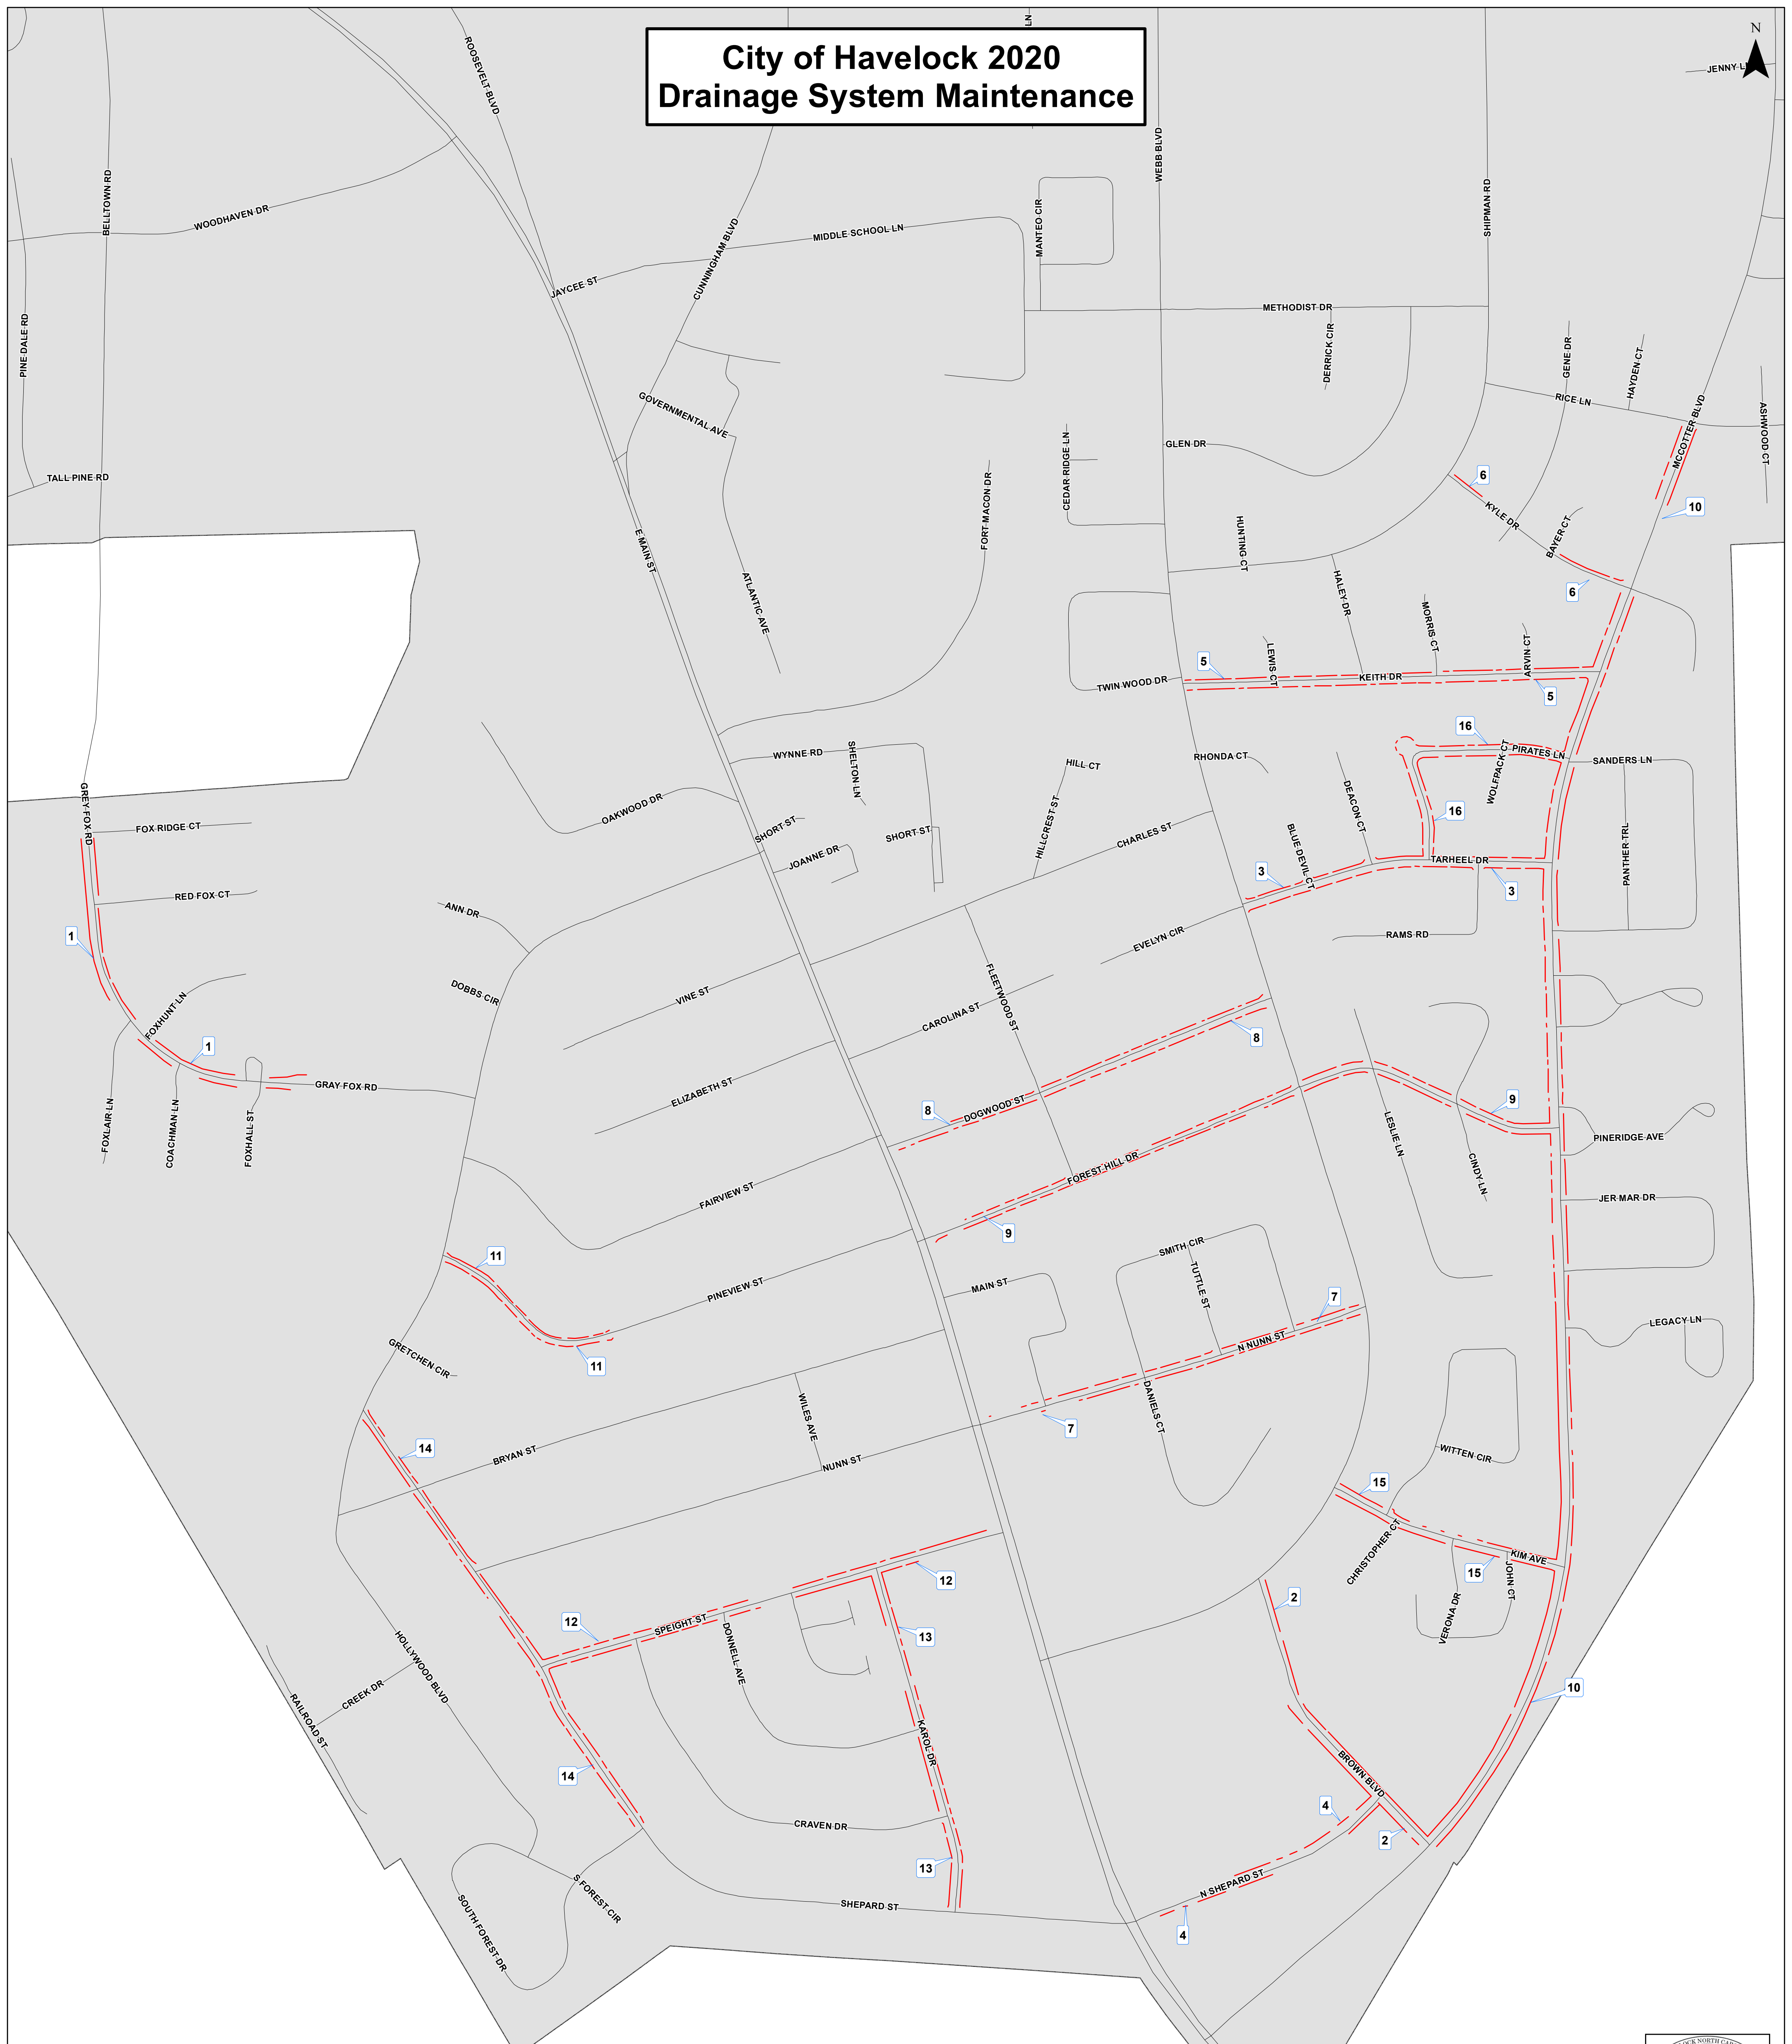 City of Havelock 2020
Drainage System Maintenance
N
LN
JENNY L
ROOSEVELT BLVD
BELLTOWN RD
WOODHAVEN DR
PINE DALE RD
TALL PINE RD
JAYCEE ST
CUNNINGHAM BLVD
MIDDLE SCHOOL LN
MANTEO CIR
WEBB BLVD
SHIPMAN RD
METHODIST DR
DERRICK CIR
GENE DR
HAYDEN CT
RICE LN
MCCOTTER BLVD
ASHWOOD CT
GOVERNMENTAL AVE
GLEN DR
CEDAR RIDGE LN
FORT MACON DR
6
KYLE DR
10
BAYER CT
HUNTING CT
E MAIN ST
ATLANTIC AVE
HALEY DR
6
MORRIS CT
ARVIN CT
LEWIS CT
5
TWIN WOOD DR
KEITH DR
5
WYNNE RD
SHELTON LN
HILL CT
RHONDA CT
16
PIRATES LN
WOLFPACK CT
SANDERS LN
GREY FOX RD
FOX RIDGE CT
OAKWOOD DR
SHORT ST
SHORT ST
HILLCREST ST
CHARLES ST
DEACON CT
16
BLUE DEVIL CT
JOANNE DR
TARHEEL DR
PANTHER TRL
3
3
RED FOX CT
ANN DR
1
EVELYN CIR
RAMS RD
DOBBS CIR
VINE ST
FLEETWOOD ST
CAROLINA ST
FOXHUNT LN
1
8
GRAY FOX RD
ELIZABETH ST
8
DOGWOOD ST
9
LESLIE LN
FOXLAIR LN
COACHMAN LN
FOXHALL ST
PINERIDGE AVE
FOREST HILL DR
CINDY LN
FAIRVIEW ST
JER MAR DR
9
11
SMITH CIR
TUTTLE ST
PINEVIEW ST
MAIN ST
7
LEGACY LN
N NUNN ST
GRETCHEN CIR
11
WILES AVE
DANIELS CT
7
14
BRYAN ST
NUNN ST
WITTEN CIR
15
CHRISTOPHER CT
KIM AVE
15
JOHN CT
12
2
VERONA DR
12
SPEIGHT ST
13
DONNELL AVE
HOLLYWOOD BLVD
CREEK DR
RAILROAD ST
10
KAROL DR
14
BROWN BLVD
4
2
CRAVEN DR
13
N SHEPARD ST
S FOREST CIR
SHEPARD ST
SOUTH FOREST DR
4
LOCK NORTH CAR